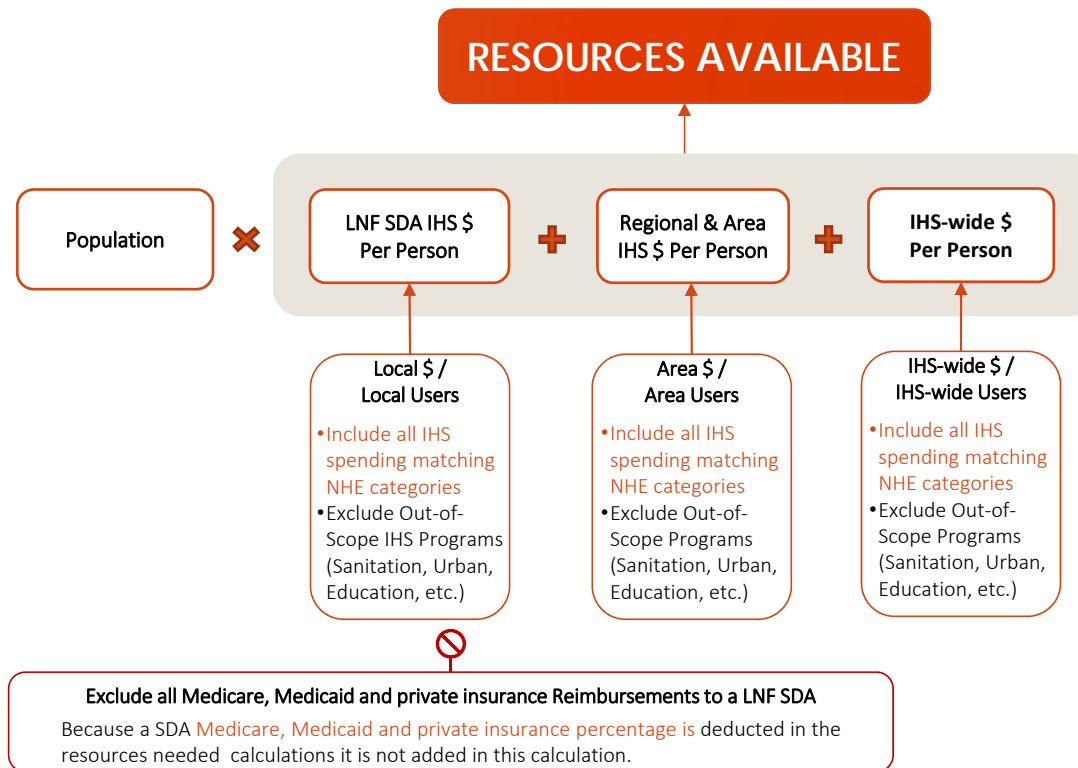 RESOURCES AVAILABLE
Population
LNF SDA IHS $
Per Person
Regional & Area
IHS $ Per Person
IHS-wide $
Per Person
Local $ /
Local Users
•Include all IHS
spending matching
NHE categories
•Exclude Out-of-
Scope IHS Programs
(Sanitation, Urban,
Education, etc.)
Area $ /
Area Users
•Include all IHS
spending matching
NHE categories
•Exclude Out-of-
Scope Programs
(Sanitation, Urban,
Education, etc.)
IHS-wide $ /
IHS-wide Users
•Include all IHS
spending matching
NHE categories
•Exclude Out-of-
Scope Programs
(Sanitation, Urban,
Education, etc.)
Exclude all Medicare, Medicaid and private insurance Reimbursements to a LNF SDA
Because a SDA Medicare, Medicaid and private insurance percentage is deducted in the
resources needed calculations it is not added in this calculation.